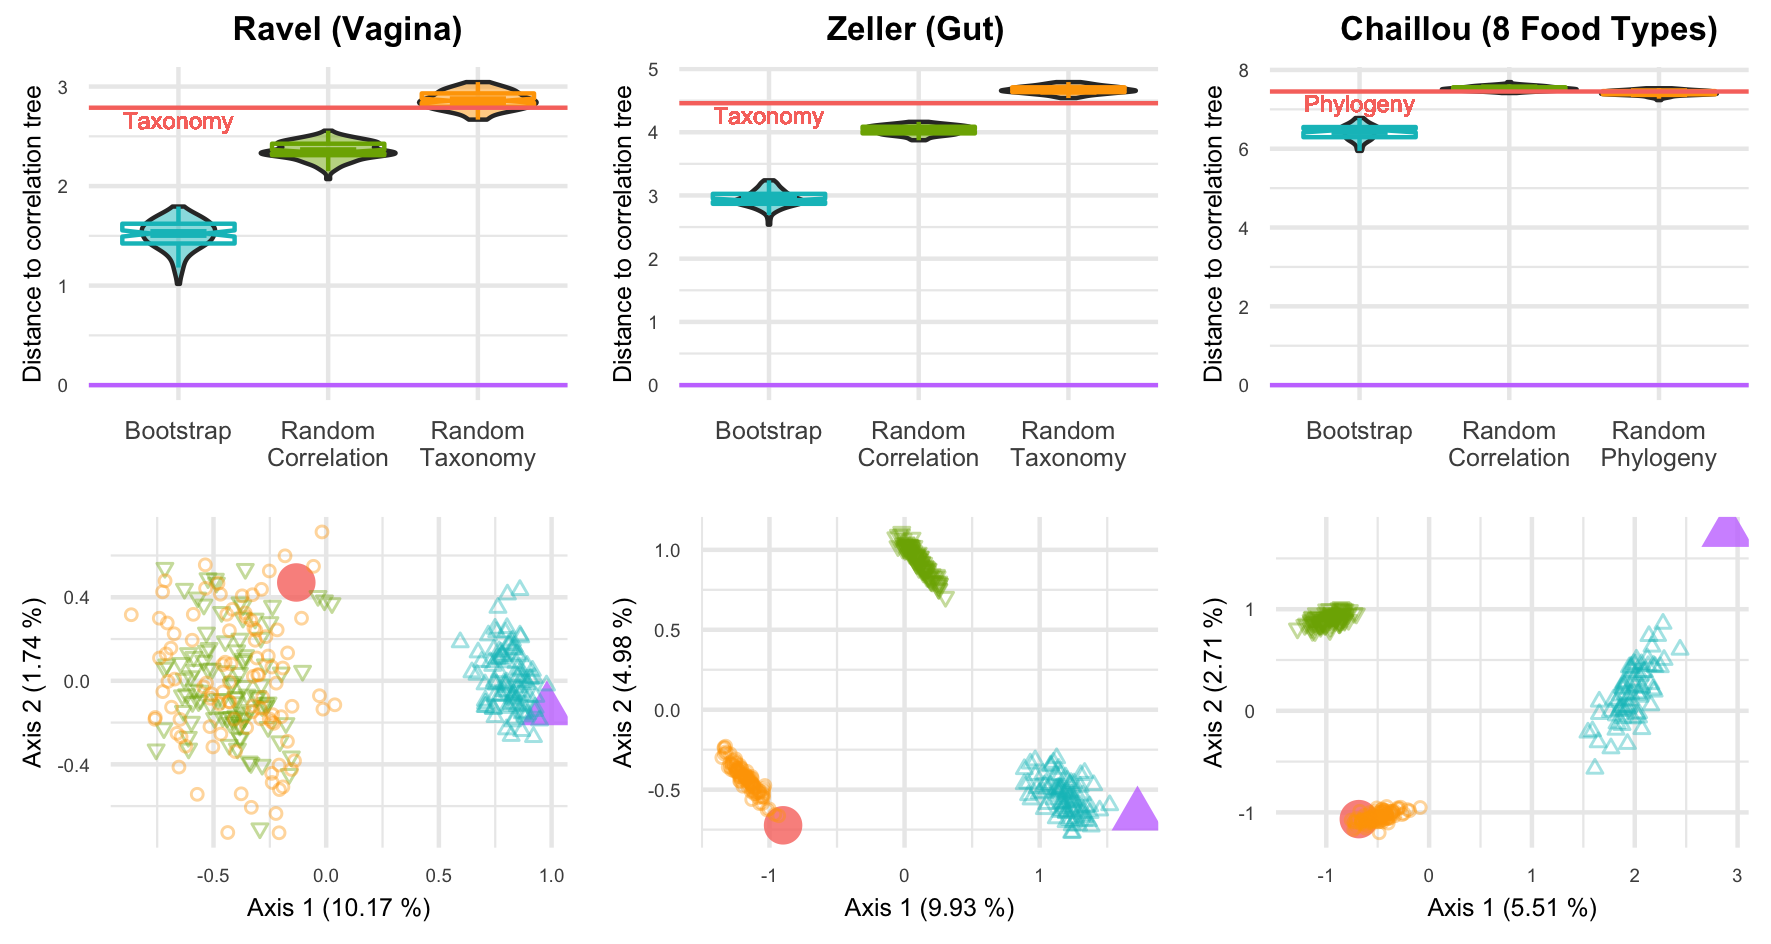 Ravel (Vagina)
Zeller (Gut)
Chaillou (8 Food Types)
Distance to correlation tree
3
2
1
0
Taxonomy
Bootstrap
Random
Correlation
Random
Taxonomy
Distance to correlation tree
5
4
3
2
1
0
Taxonomy
Bootstrap
Random
Correlation
Random
Taxonomy
Distance to correlation tree
8
6
4
2
0
Phylogeny
Bootstrap
Random
Correlation
Random
Phylogeny
Axis 2 (1.74 %)
0.4
0.0
-0.4
-0.5
0.0
0.5
1.0
Axis 1 (10.17 %)
Axis 2 (4.98 %)
1.0
0.5
0.0
-0.5
-1
0
1
Axis 1 (9.93 %)
Axis 2 (2.71 %)
1
0
-1
-1
0
1
2
3
Axis 1 (5.51 %)